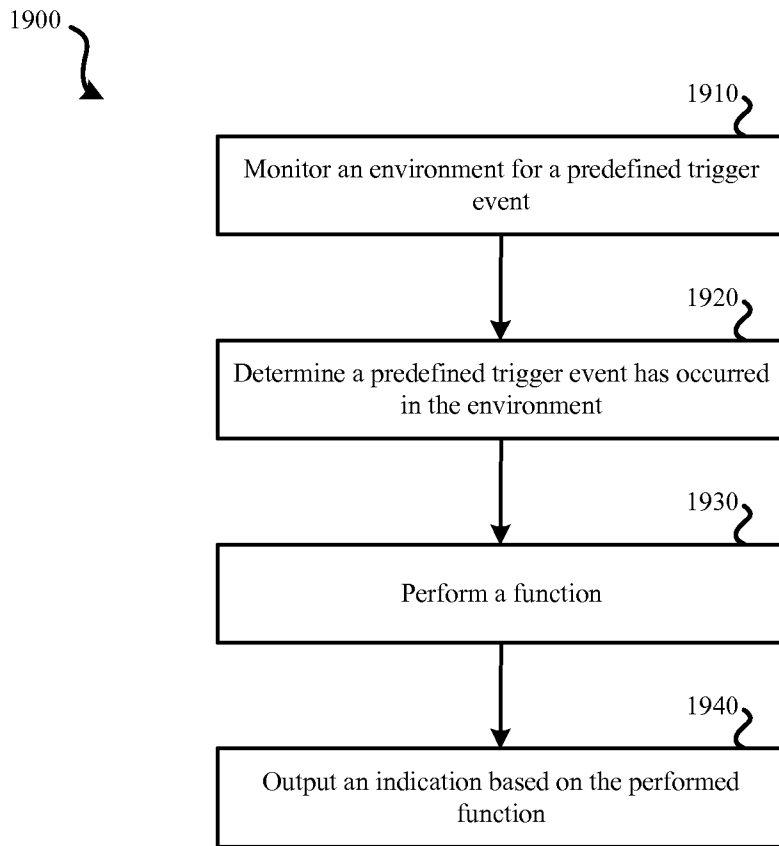 1900
1910
Monitor an environment for a predefined trigger
event
1920
Determine a predefined trigger event has occurred
in the environment
1930
Perform a function
1940
Output an indication based on the performed
function